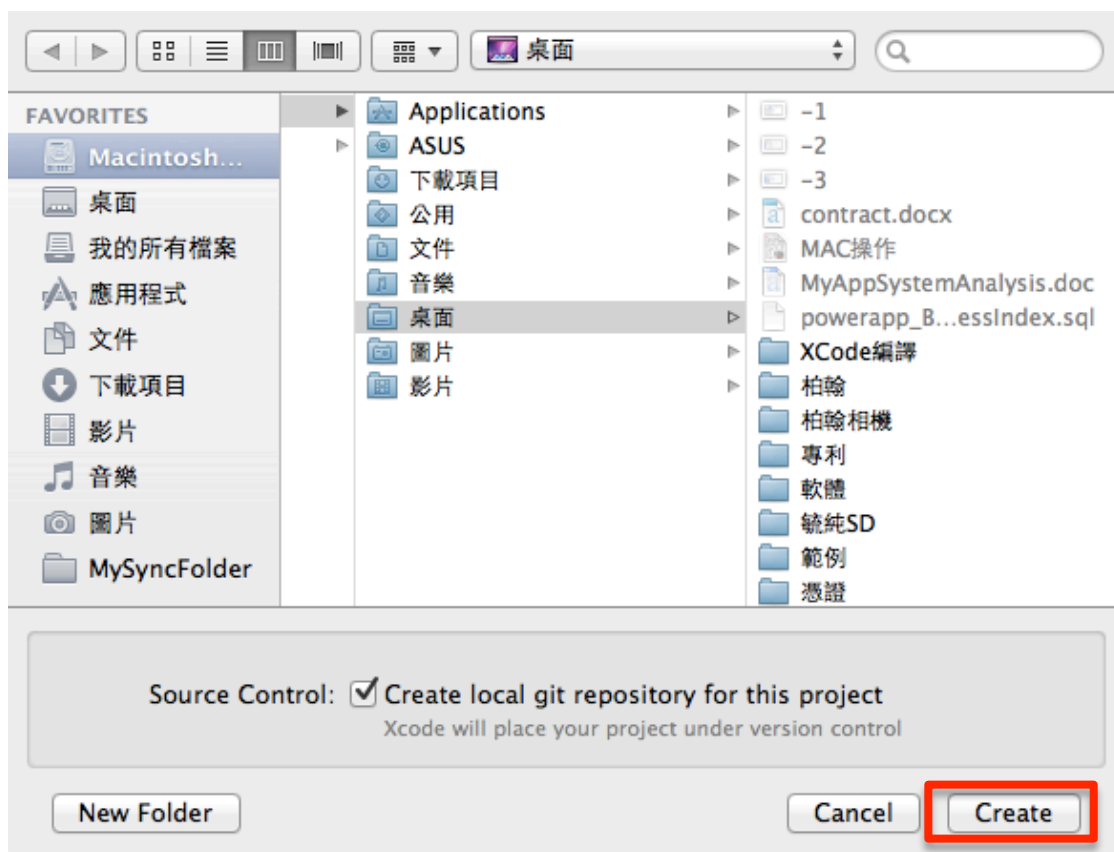 桌面
FAVORITES
Macintosh...
桌面
我的所有檔案
應用程式
文件
下載項目
影片
音樂
圖片
MySyncFolder
Applications
ASUS
下載項目
公用
文件
音樂
桌面
圖片
影片
-1
-2
-3
contract.docx
MAC操作
MyAppSystemAnalysis.doc
powerapp_B...essIndex.sql
XCode編譯
柏翰
柏翰相機
專利
軟體
毓純SD
範例
憑證
Source Control: Create local git repository for this project
Xcode will place your project under version control
New Folder
Cancel
Create